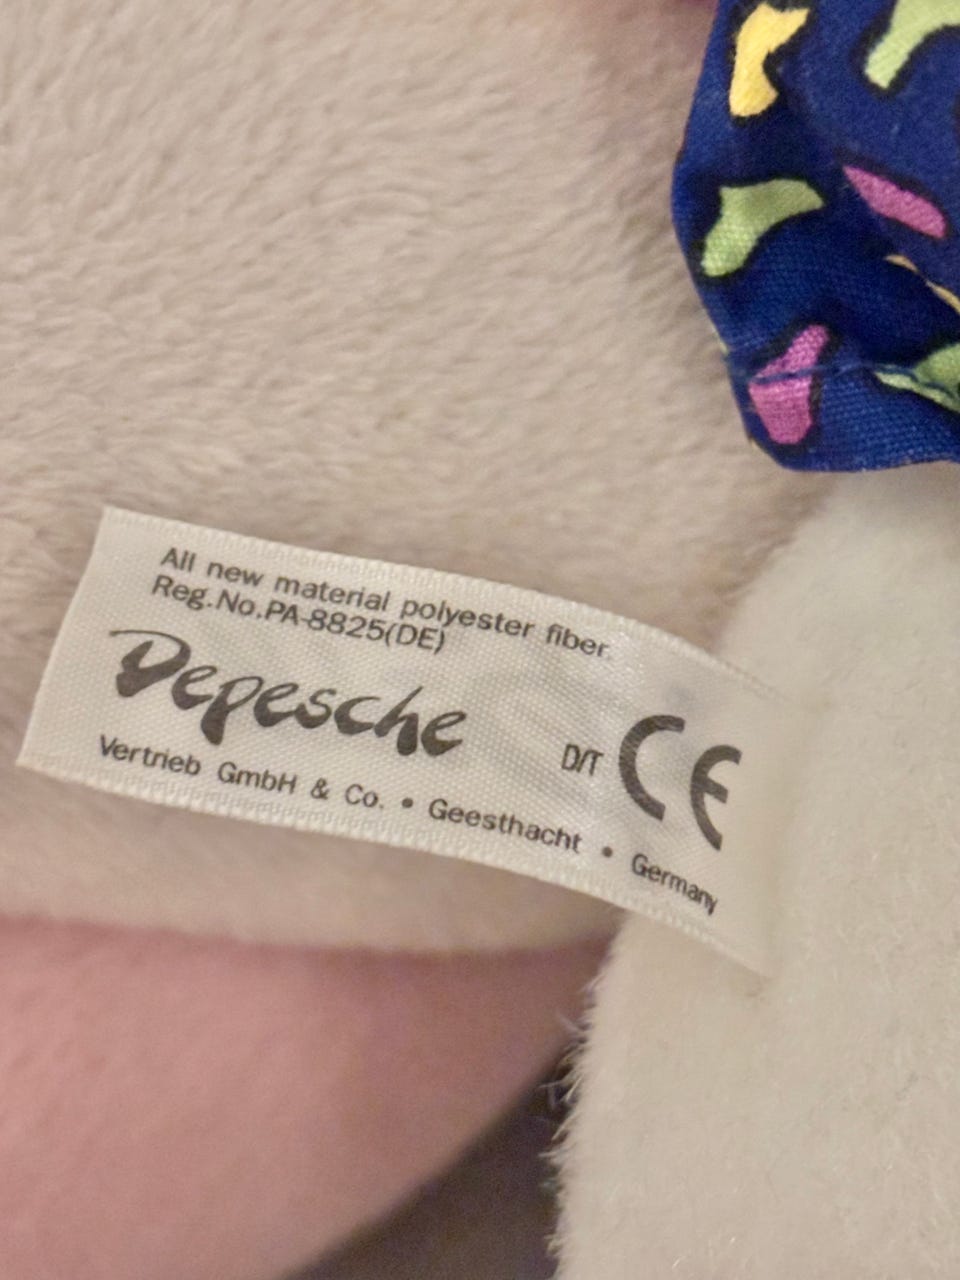 All new material polyester fiber.
Reg.No.PA-8825(DE)
Depesche
D/T CE
Vertrieb GmbH & Co. • Geesthacht • Germany